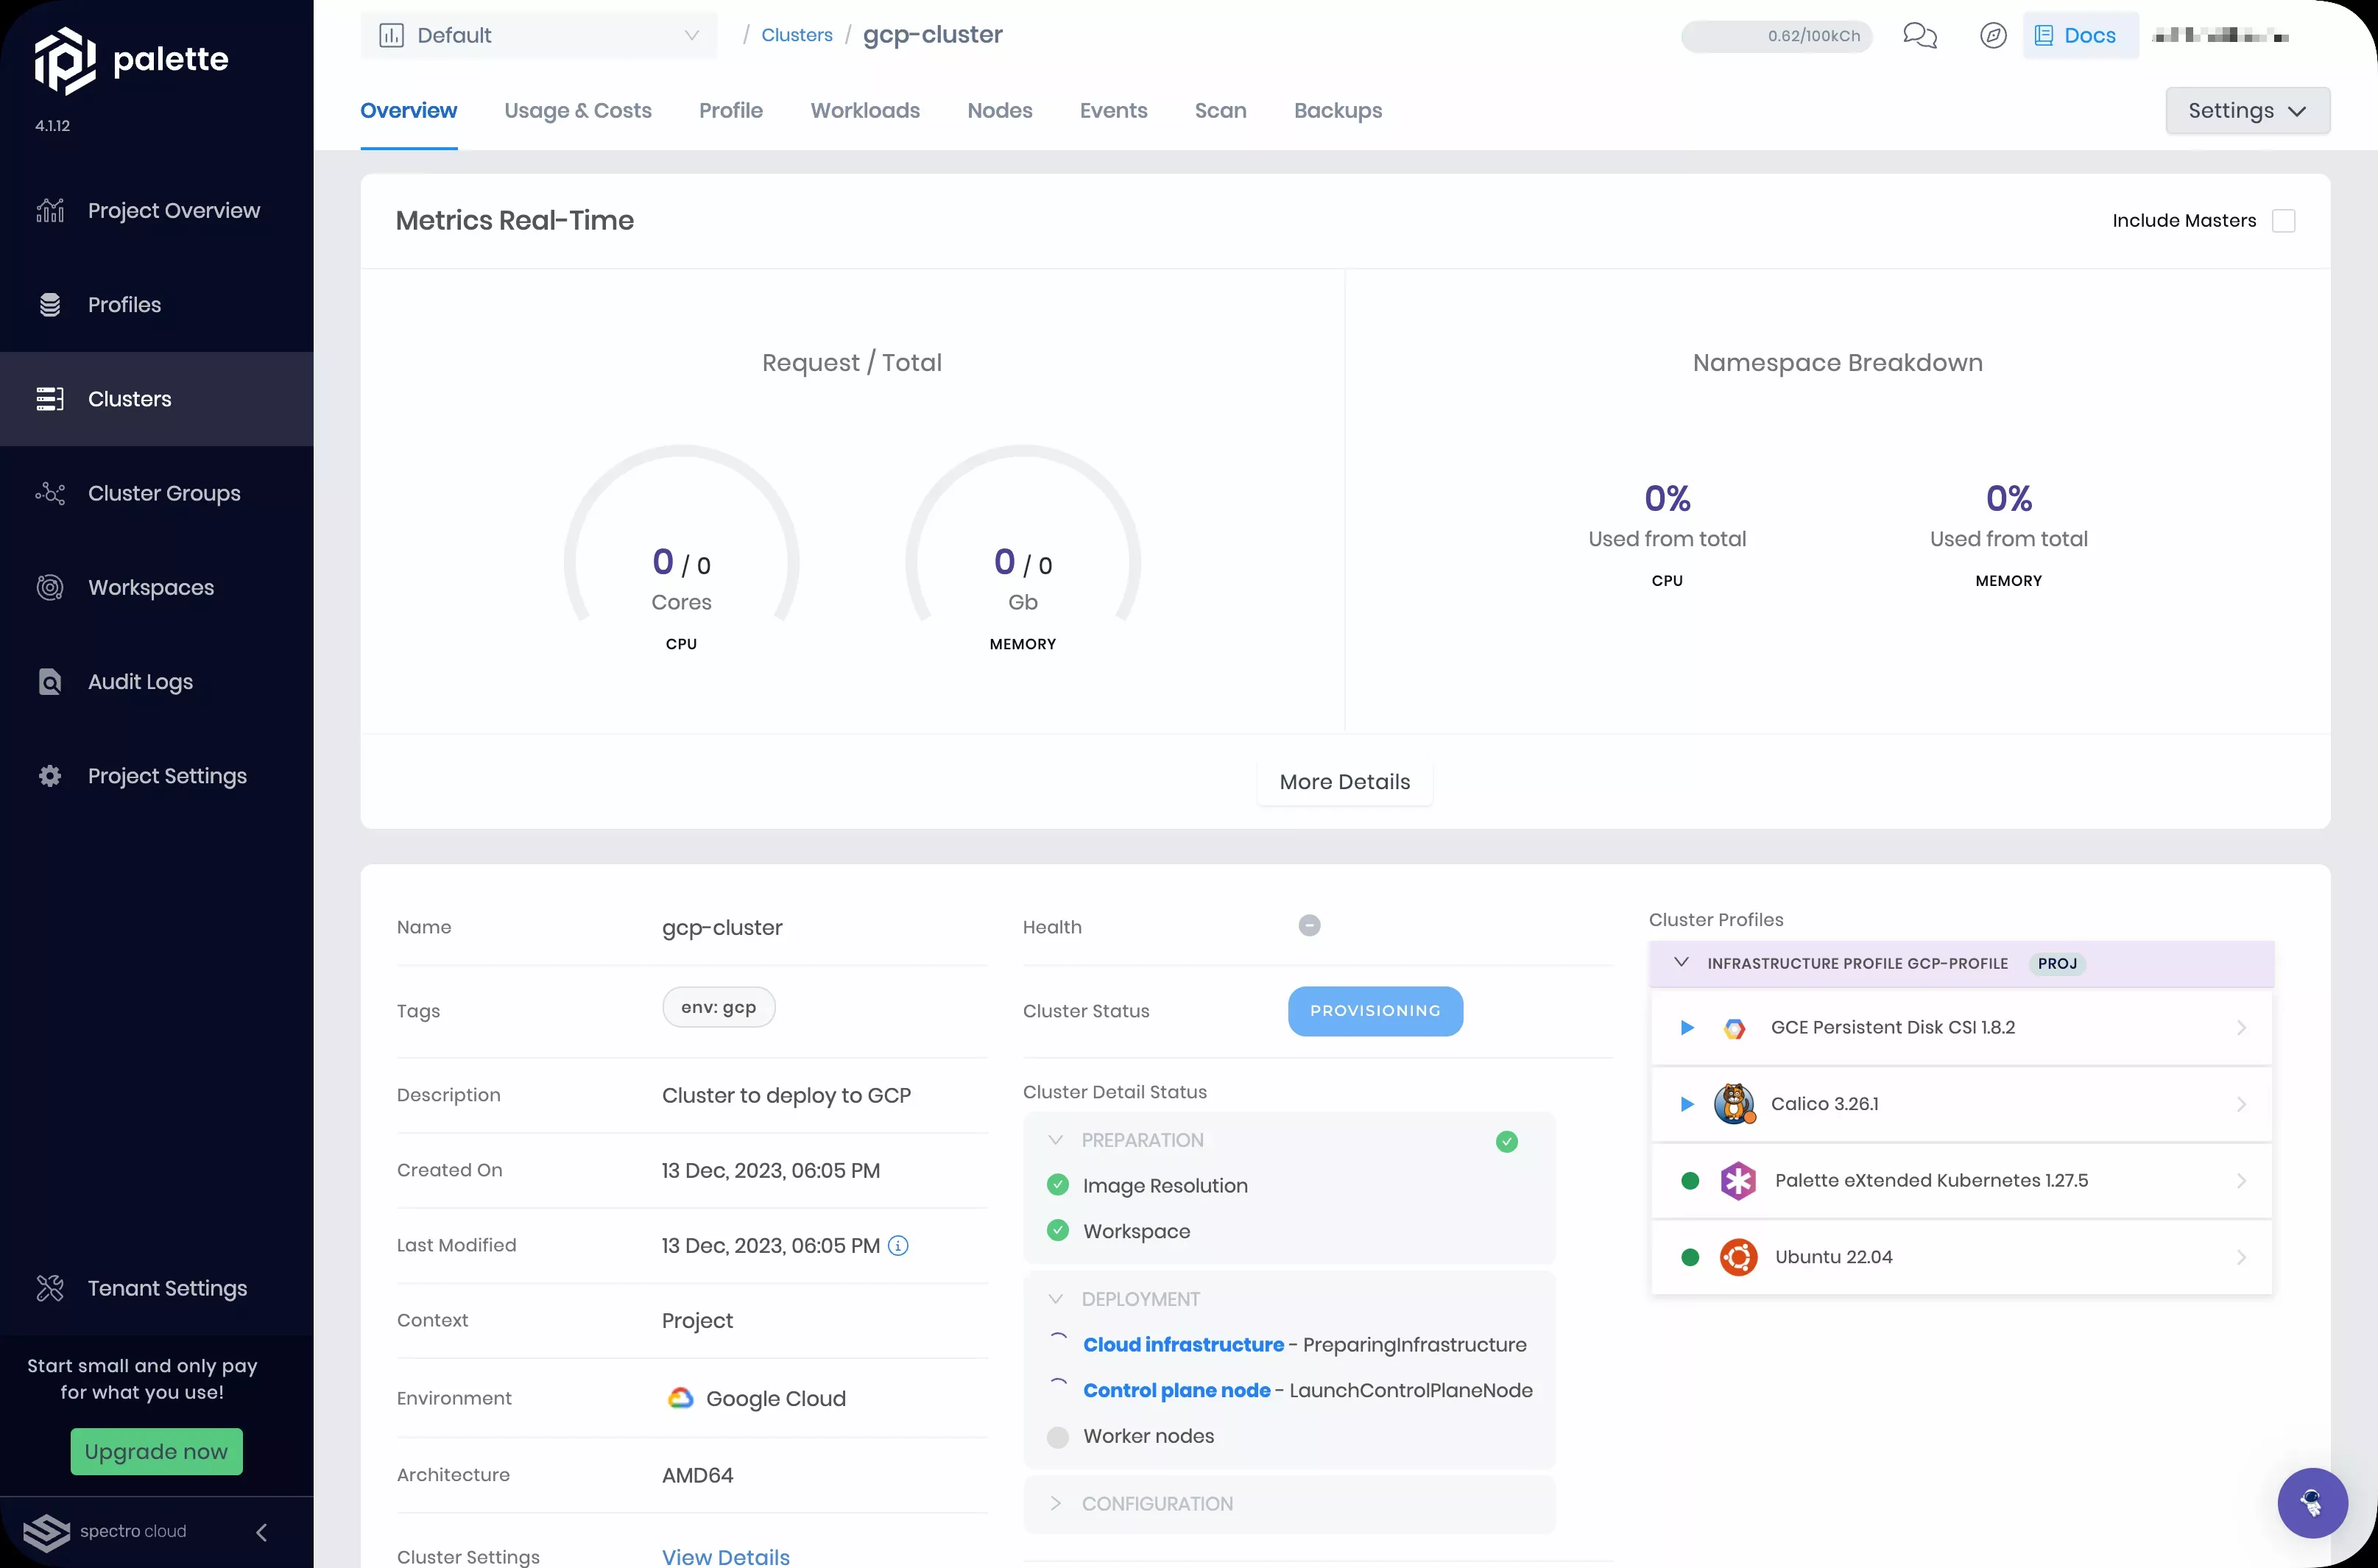 palette
4.1.12
Project Overview
Profiles
Clusters
Cluster Groups
Workspaces
Audit Logs
Project Settings
Tenant Settings
Start small and only pay
for what you use!
Upgrade now
spectro cloud
Default
/ Clusters / gcp-cluster
0.62/100kCh
Docs
Overview
Usage & Costs
Profile
Workloads
Nodes
Events
Scan
Backups
Settings
Metrics Real-Time
Include Masters
Request / Total
0 / 0
Cores
CPU
0 / 0
Gb
MEMORY
Namespace Breakdown
0%
Used from total
CPU
0%
Used from total
MEMORY
More Details
Name
gcp-cluster
Tags
env: gcp
Description
Cluster to deploy to GCP
Created On
13 Dec, 2023, 06:05 PM
Last Modified
13 Dec, 2023, 06:05 PM
Context
Project
Environment
Google Cloud
Architecture
AMD64
Cluster Settings
View Details
Health
Cluster Status
PROVISIONING
Cluster Detail Status
PREPARATION
Image Resolution
Workspace
DEPLOYMENT
Cloud infrastructure - PreparingInfrastructure
Control plane node - LaunchControlPlaneNode
Worker nodes
CONFIGURATION
Cluster Profiles
INFRASTRUCTURE PROFILE GCP-PROFILE PROJ
GCE Persistent Disk CSI 1.8.2
Calico 3.26.1
Palette eXtended Kubernetes 1.27.5
Ubuntu 22.04